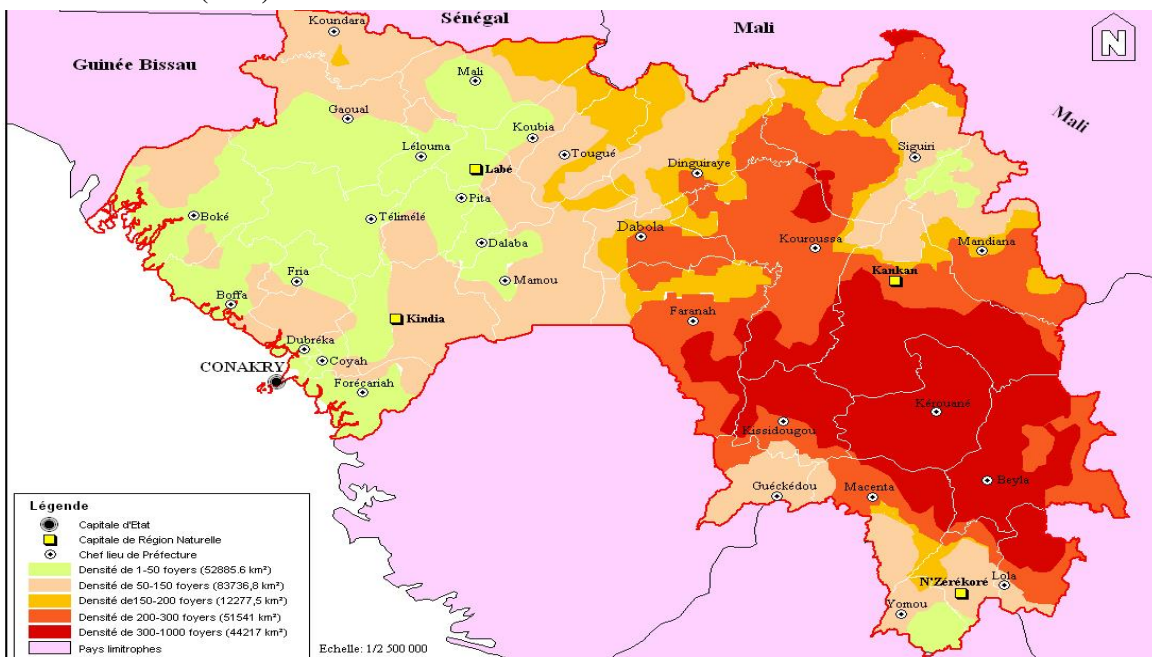 Sénégal
Koundara
Mali
Guinée Bissau
N
Mali
Mali
Gaoual
Koubia
Lélouma
Tougué
Siguiri
Labé
Dinguiraye
Pita
Boké
Télimélé
Dabola
Dalaba
Kouroussa
Mandiana
Fria
Mamou
Kankan
Boffa
Faranah
Kindia
Dubréka
Coyah
CONAKRY
Forécariah
Kérouané
Kissidougou
Guéckédou
Macenta
Beyla
N'Zérékoré
Lola
Yomou
Légende
Capitale d'Etat
Capitale de Région Naturelle
Chef lieu de Préfecture
Densité de 1-50 foyers (52885.6 km²)
Densité de 50-150 foyers (83736,8 km²)
Densité de150-200 foyers (12277,5 km²)
Densité de 200-300 foyers (51541 km²)
Densité de 300-1000 foyers (44217 km²)
Pays limitrophes
Echelle: 1/2 500 000